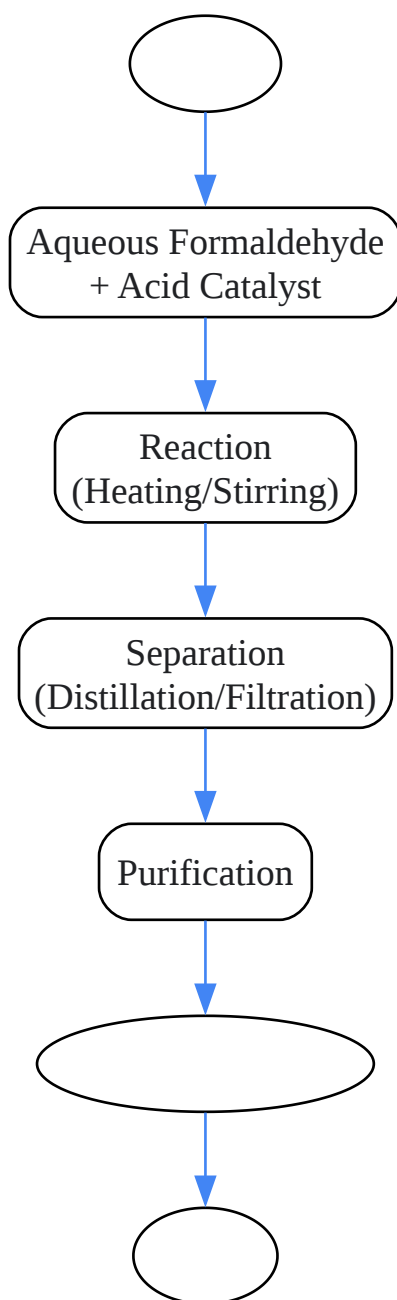 Aqueous Formaldehyde
+ Acid Catalyst
Reaction
(Heating/Stirring)
Separation
(Distillation/Filtration)
Purification